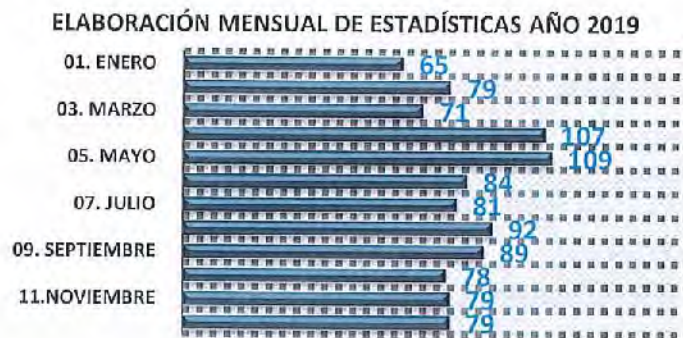 ELABORACIÓN MENSUAL DE ESTADÍSTICAS AÑO 2019
01. ENERO 65
79
03. MARZO 71
107
05. MAYO 109
84
07. JULIO 81
92
09. SEPTIEMBRE 89
78
11.NOVIEMBRE 79
79